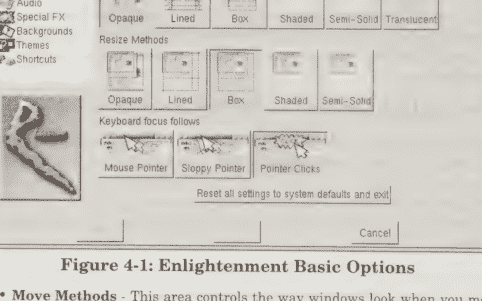 Audio
Special FX
Backgrounds
Themes
Shortcuts
Opaque Lined Box Shaded Semi-Solid Translucent
Resize Methods
Opaque Lined Box Shaded Semi-Solid
Keyboard focus follows
Mouse Pointer Sloppy Pointer Pointer Clicks
Reset all settings to system defaults and exit
Cancel
Figure 4-1: Enlightenment Basic Options
• Move Methods - This area controls the way windows look when you